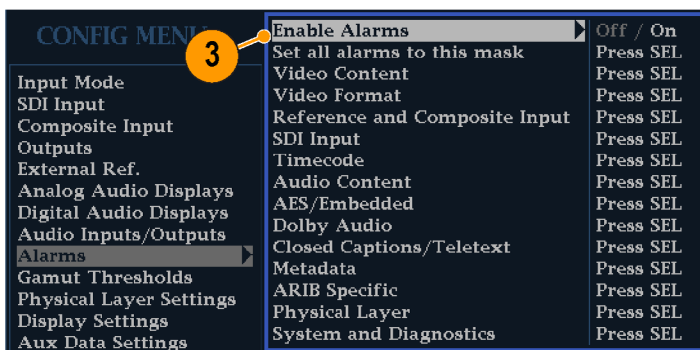 CONFIG MEN
3
Input Mode
SDI Input
Composite Input
Outputs
External Ref.
Analog Audio Displays
Digital Audio Displays
Audio Inputs/Outputs
Alarms
Gamut Thresholds
Physical Layer Settings
Display Settings
Aux Data Settings
Enable Alarms Off / On
Set all alarms to this mask Press SEL
Video Content Press SEL
Video Format Press SEL
Reference and Composite Input Press SEL
SDI Input Press SEL
Timecode Press SEL
Audio Content Press SEL
AES/Embedded Press SEL
Dolby Audio Press SEL
Closed Captions/Teletext Press SEL
Metadata Press SEL
ARIB Specific Press SEL
Physical Layer Press SEL
System and Diagnostics Press SEL